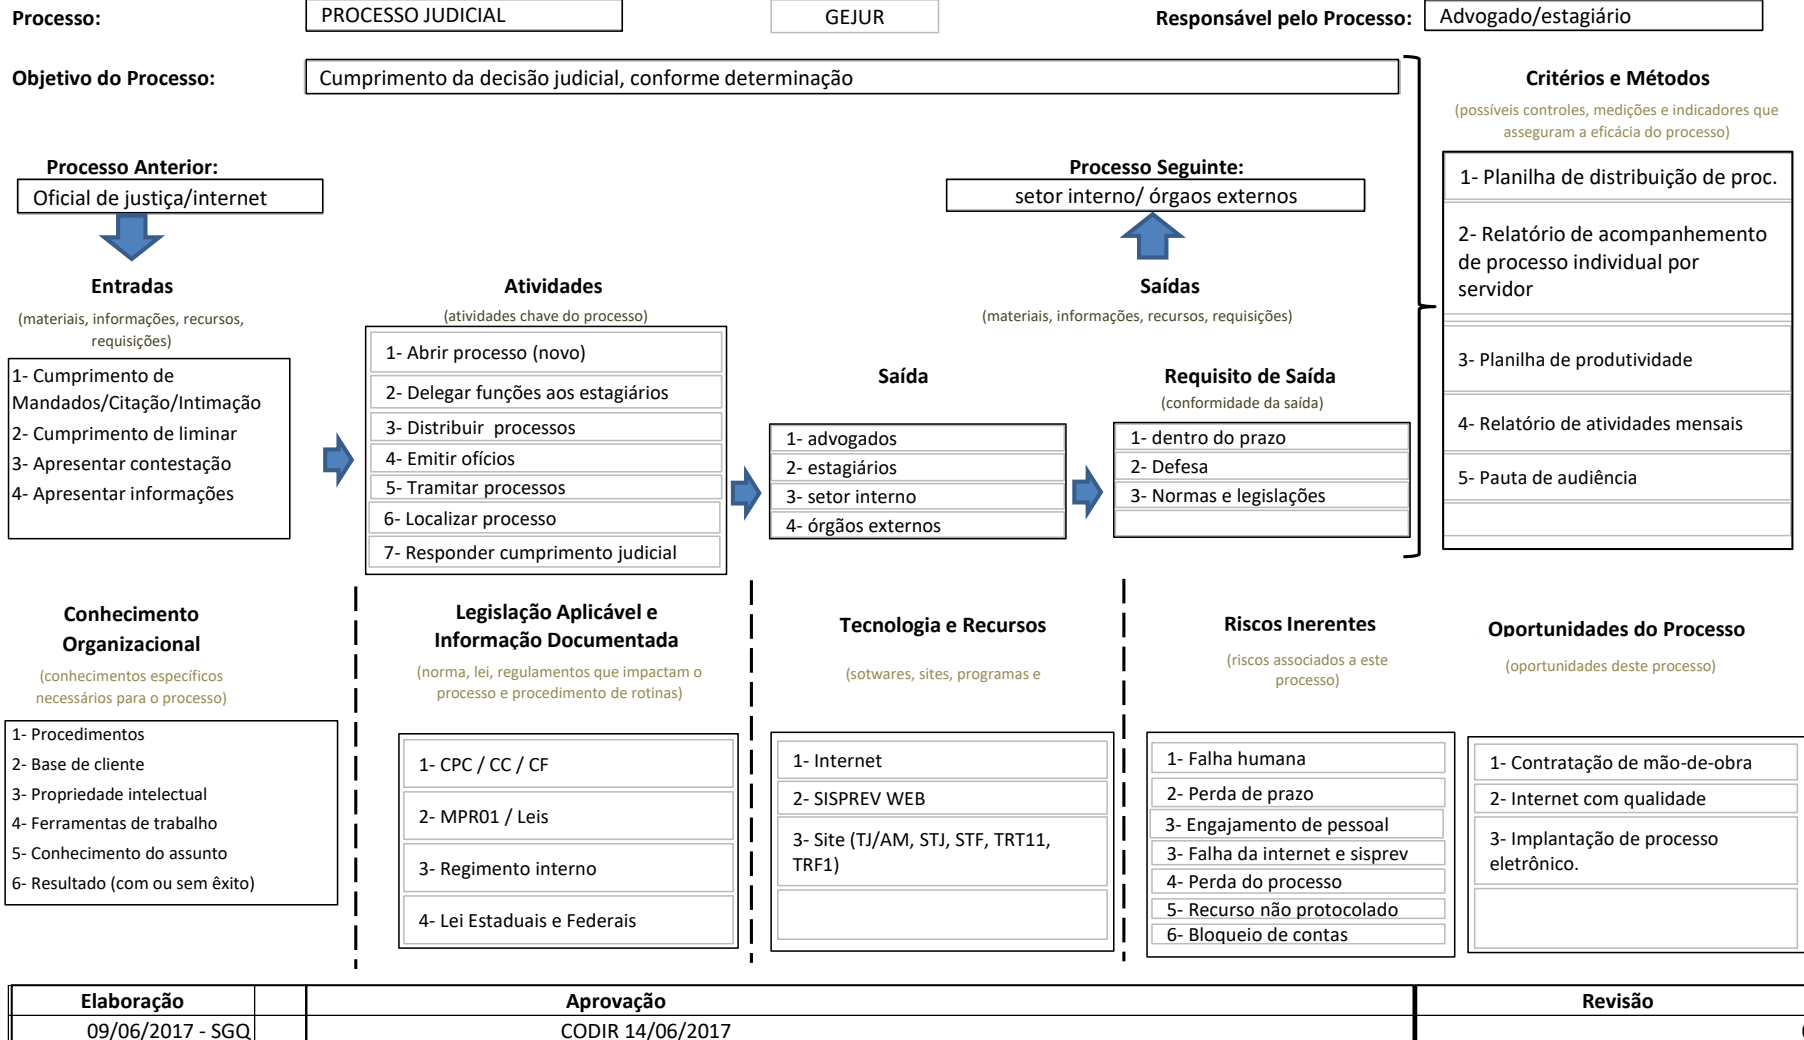 Processo: PROCESSO JUDICIAL GEJUR Responsável pelo Processo: Advogado/estagiário
Objetivo do Processo: Cumprimento da decisão judicial, conforme determinação
Critérios e Métodos
(possíveis controles, medições e indicadores que
asseguram a eficácia do processo)
1- Planilha de distribuição de proc.
2- Relatório de acompanhemento
de processo individual por
servidor
3- Planilha de produtividade
4- Relatório de atividades mensais
5- Pauta de audiência
Processo Anterior:
Oficial de justiça/internet
Processo Seguinte:
setor interno/ órgaos externos
Entradas
(materiais, informações, recursos,
requisições)
1- Cumprimento de
Mandados/Citação/Intimação
2- Cumprimento de liminar
3- Apresentar contestação
4- Apresentar informações
Atividades
(atividades chave do processo)
1- Abrir processo (novo)
2- Delegar funções aos estagiários
3- Distribuir  processos
4- Emitir ofícios
5- Tramitar processos
6- Localizar processo
7- Responder cumprimento judicial
Saídas
(materiais, informações, recursos, requisições)
Saída
1- advogados
2- estagiários
3- setor interno
4- órgãos externos
Requisito de Saída
(conformidade da saída)
1- dentro do prazo
2- Defesa
3- Normas e legislações
Conhecimento
Organizacional
(conhecimentos específicos
necessários para o processo)
1- Procedimentos
2- Base de cliente
3- Propriedade intelectual
4- Ferramentas de trabalho
5- Conhecimento do assunto
6- Resultado (com ou sem êxito)
Legislação Aplicável e
Informação Documentada
(norma, lei, regulamentos que impactam o
processo e procedimento de rotinas)
1- CPC / CC / CF
2- MPR01 / Leis
3- Regimento interno
4- Lei Estaduais e Federais
Tecnologia e Recursos
(sotwares, sites, programas e
1- Internet
2- SISPREV WEB
3- Site (TJ/AM, STJ, STF, TRT11,
TRF1)
Riscos Inerentes
(riscos associados a este
processo)
1- Falha humana
2- Perda de prazo
3- Engajamento de pessoal
3- Falha da internet e sisprev
4- Perda do processo
5- Recurso não protocolado
6- Bloqueio de contas
Oportunidades do Processo
(oportunidades deste processo)
1- Contratação de mão-de-obra
2- Internet com qualidade
3- Implantação de processo
eletrônico.
Elaboração Aprovação Revisão
09/06/2017 - SGQ CODIR 14/06/2017